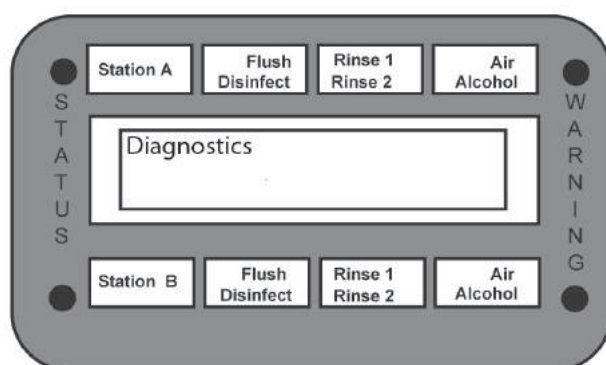 Station A
Flush
Disinfect
Rinse 1
Rinse 2
Air
Alcohol
STATUS
Diagnostics
WARNING
Station B
Flush
Disinfect
Rinse 1
Rinse 2
Air
Alcohol